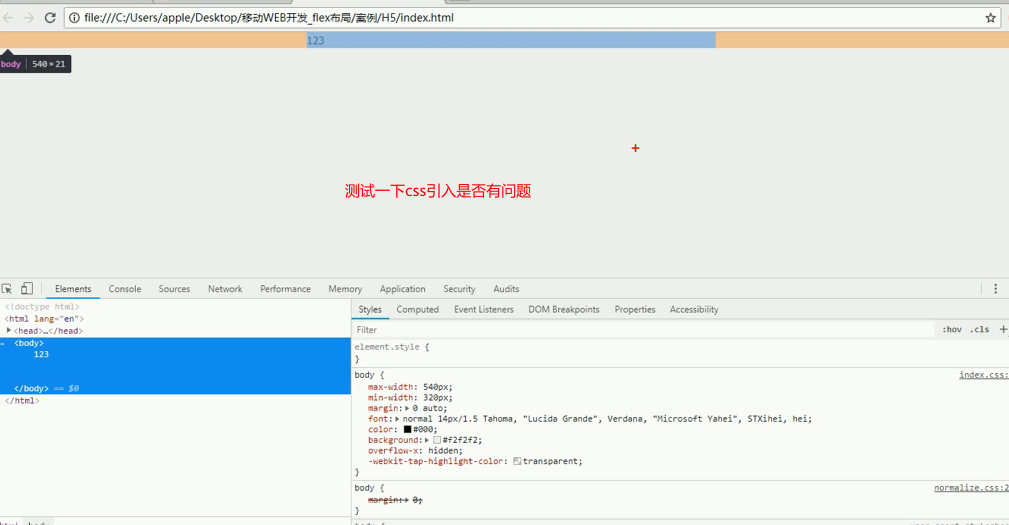 file:///C:/Users/apple/Desktop/移动WEB开发_flex布局/案例/H5/index.html
123
body 540 × 21
测试一下css引入是否有问题
Elements Console Sources Network Performance Memory Application Security Audits
<!doctype html>
<html lang="en">
<head>…</head>
<body>
123
</body> == $0
</html>
Styles Computed Event Listeners DOM Breakpoints Properties Accessibility
Filter :hov .cls +
element.style {
}
body { index.css:
max-width: 540px;
min-width: 320px;
margin: 0 auto;
font: normal 14px/1.5 Tahoma, "Lucida Grande", Verdana, "Microsoft Yahei", STXihei, hei;
color: #000;
background: #f2f2f2;
overflow-x: hidden;
-webkit-tap-highlight-color: transparent;
}
body { normalize.css:2
margin: 0;
}